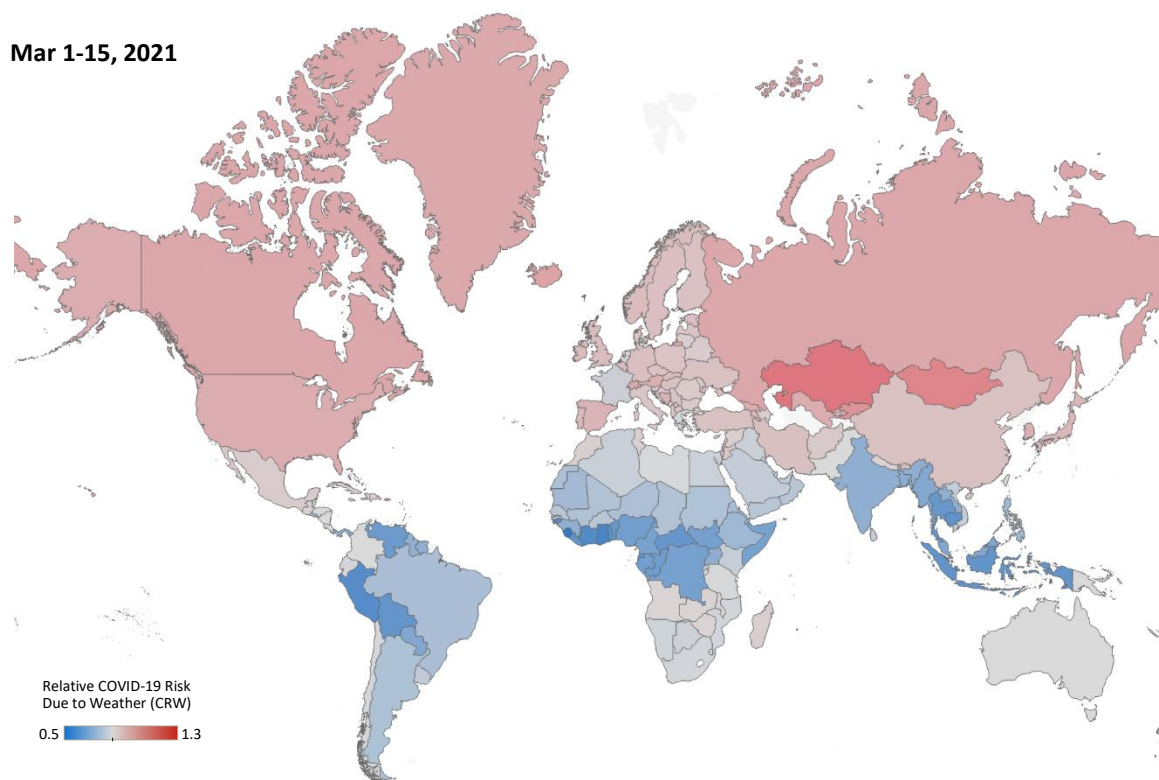 Mar 1-15, 2021
Relative COVID-19 Risk
Due to Weather (CRW)
0.5 1.3